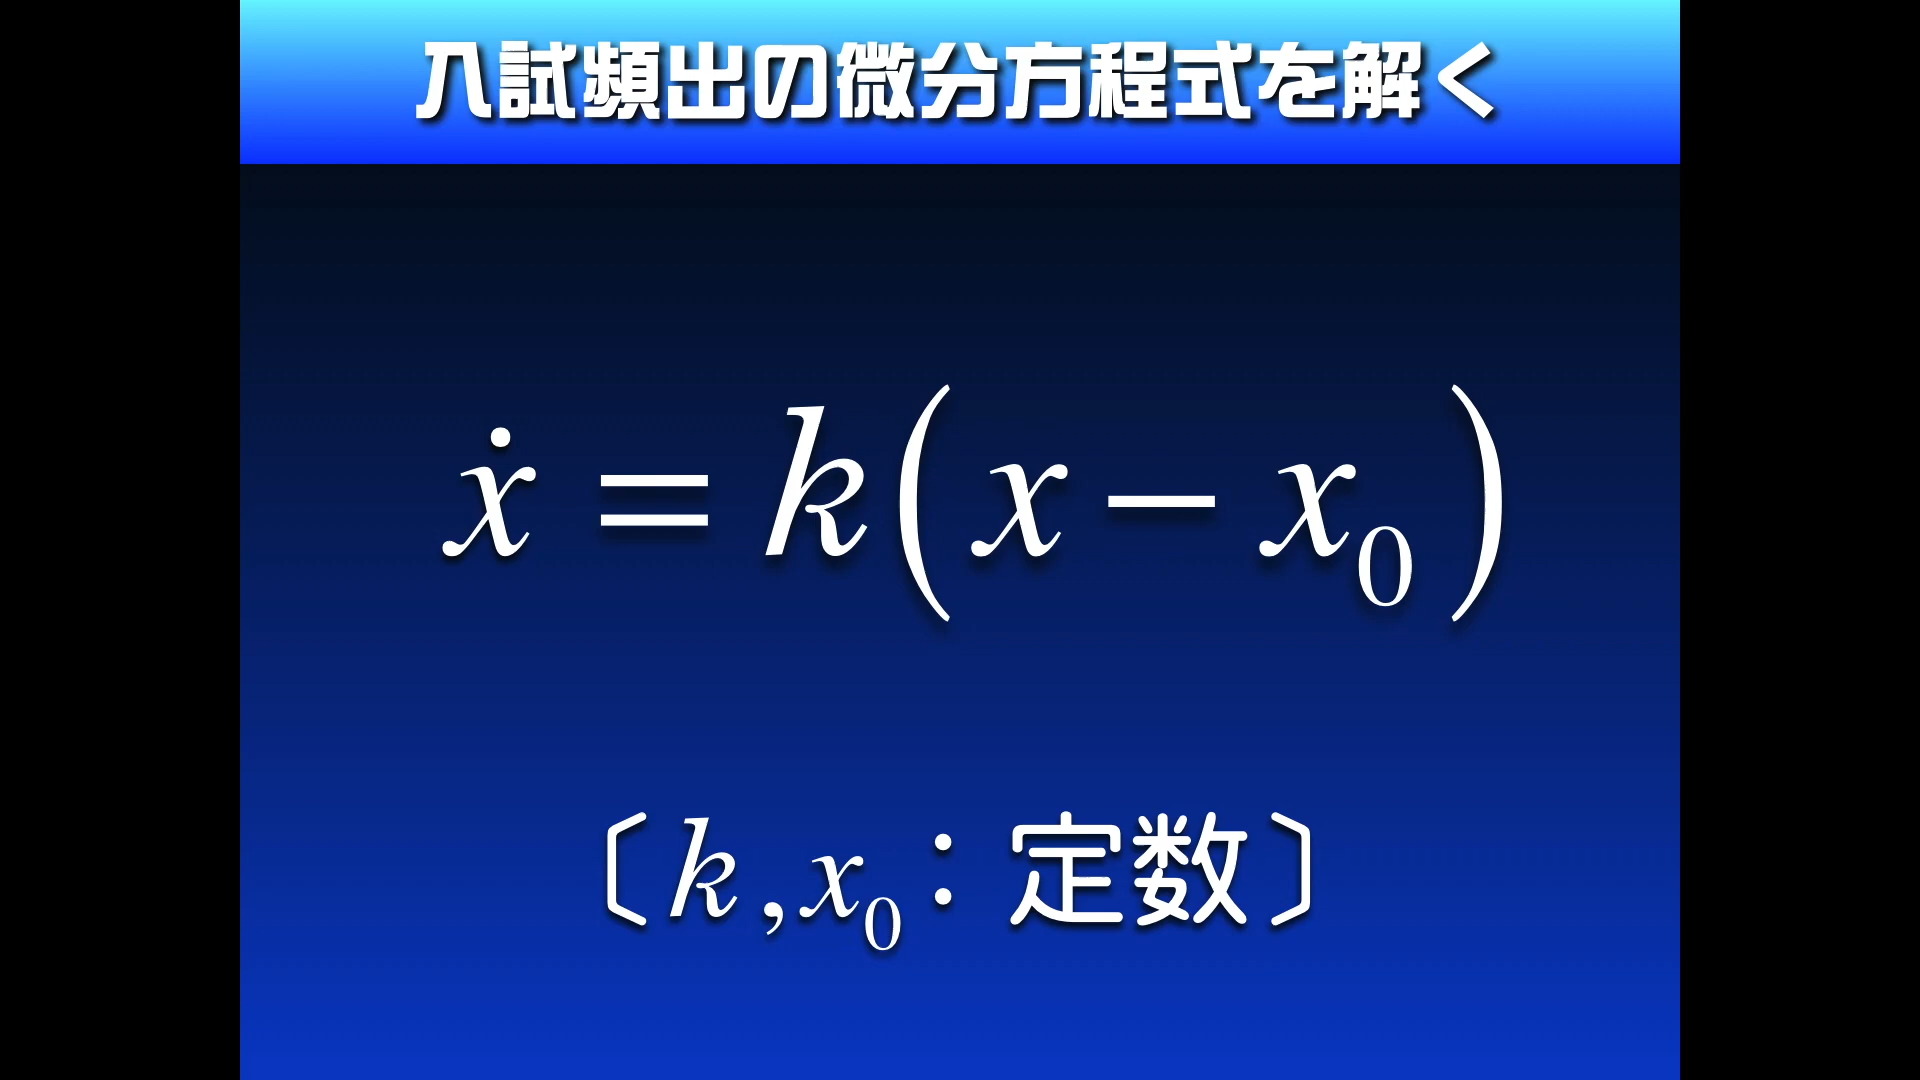 入試頻出の微分方程式を解く
ẋ = k(x − x₀)
〔k,x₀：定数〕